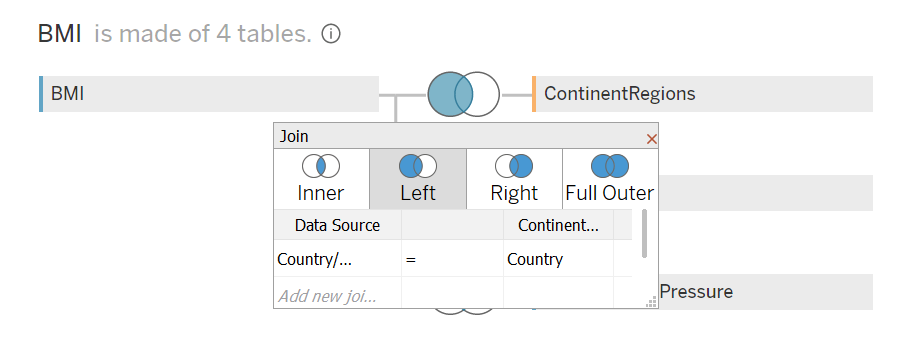 BMI is made of 4 tables.
BMI
ContinentRegions
Join
Inner Left Right Full Outer
Data Source Continent...
Country/... = Country
Add new joi...
Pressure